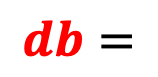 db =